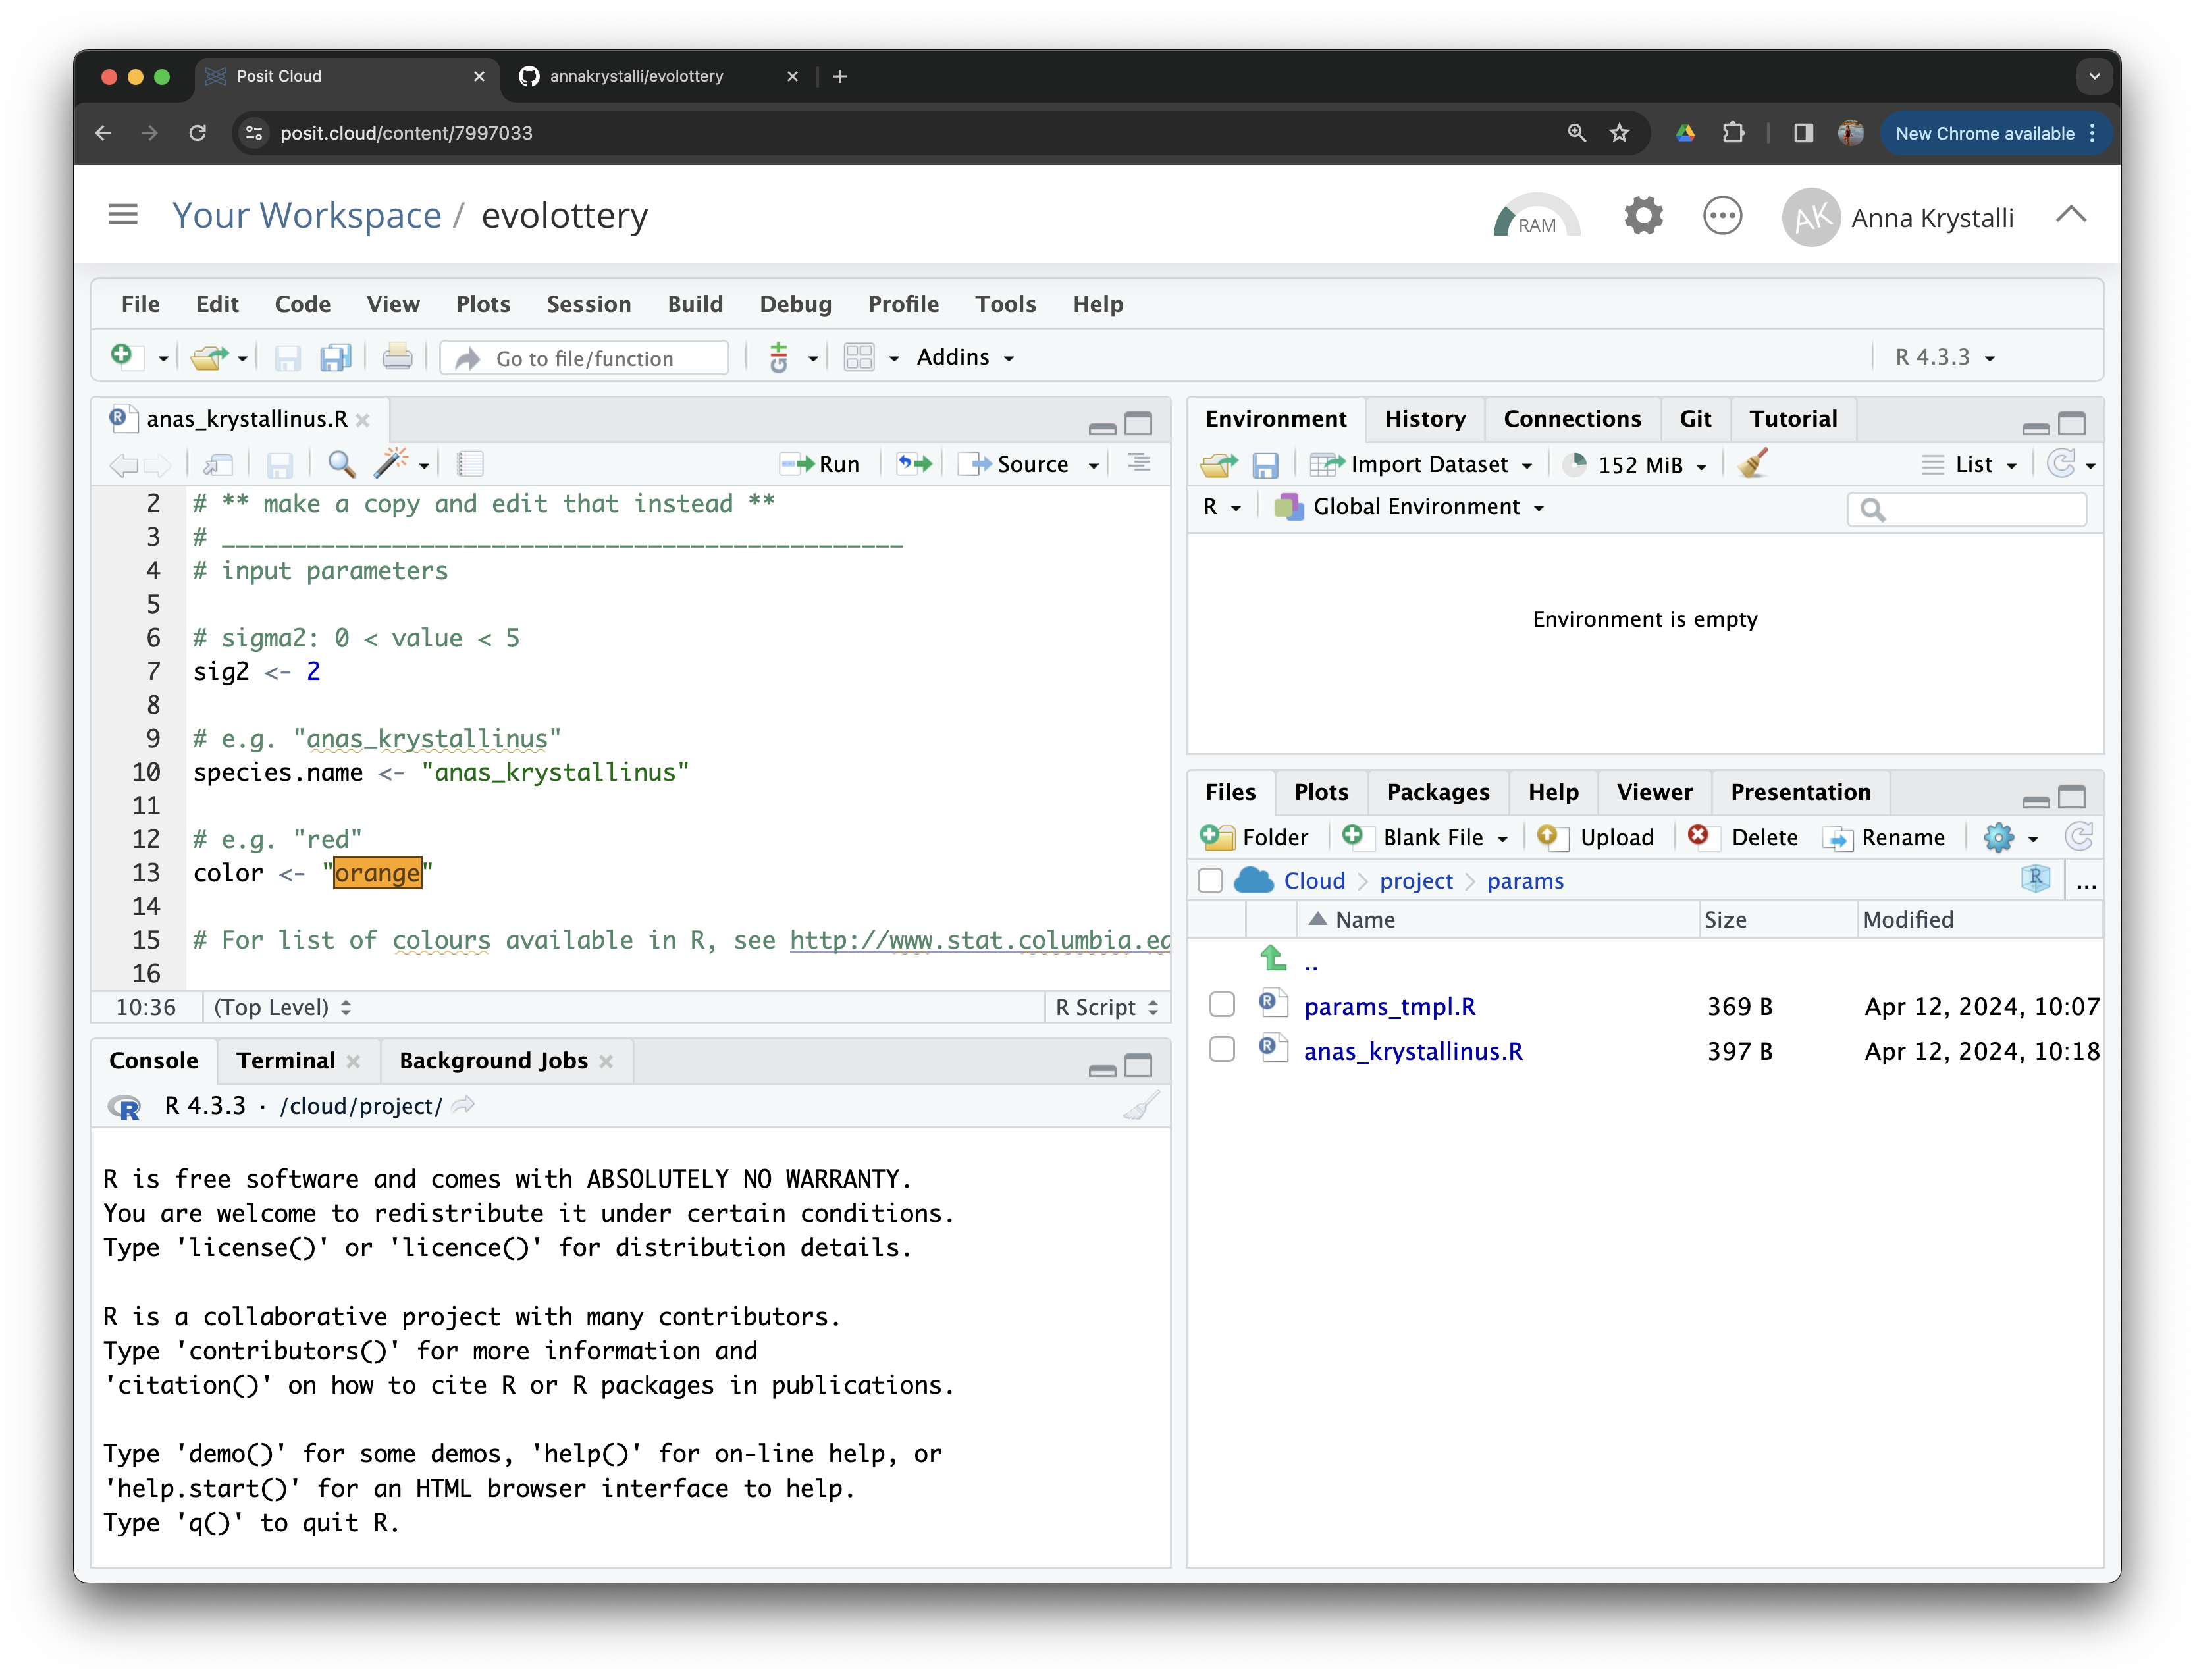 Posit Cloud
annakrystalli/evolottery
posit.cloud/content/7997033
New Chrome available
Your Workspace / evolottery
RAM
AK
Anna Krystalli
File Edit Code View Plots Session Build Debug Profile Tools Help
Go to file/function
Addins
R 4.3.3
anas_krystallinus.R
Run
Source
2 # ** make a copy and edit that instead **
3 # ________________________________________________
4 # input parameters
5
6 # sigma2: 0 < value < 5
7 sig2 <- 2
8
9 # e.g. "anas_krystallinus"
10 species.name <- "anas_krystallinus"
11
12 # e.g. "red"
13 color <- "orange"
14
15 # For list of colours available in R, see http://www.stat.columbia.ed
16
10:36 (Top Level) R Script
Console Terminal Background Jobs
R 4.3.3 · /cloud/project/
R is free software and comes with ABSOLUTELY NO WARRANTY.
You are welcome to redistribute it under certain conditions.
Type 'license()' or 'licence()' for distribution details.
R is a collaborative project with many contributors.
Type 'contributors()' for more information and
'citation()' on how to cite R or R packages in publications.
Type 'demo()' for some demos, 'help()' for on-line help, or
'help.start()' for an HTML browser interface to help.
Type 'q()' to quit R.
Environment History Connections Git Tutorial
Import Dataset 152 MiB List
R Global Environment
Environment is empty
Files Plots Packages Help Viewer Presentation
Folder Blank File Upload Delete Rename
Cloud > project > params
...
Name Size Modified
..
params_tmpl.R 369 B Apr 12, 2024, 10:07
anas_krystallinus.R 397 B Apr 12, 2024, 10:18